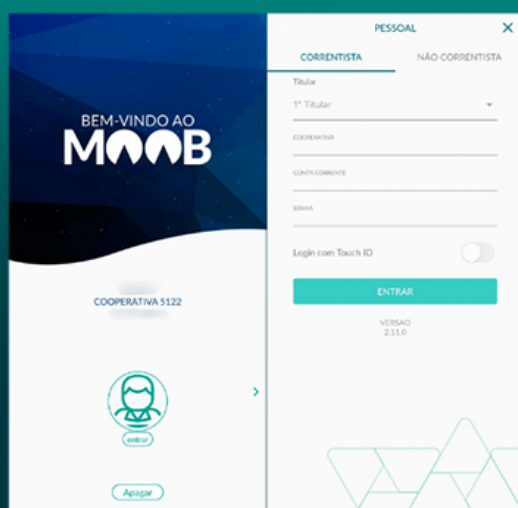 BEM-VINDO AO
MOOB
COOPERATIVA 5122
entrar
Apagar
PESSOAL
CORRENTISTA
NÃO CORRENTISTA
Titular
1º Titular
COOPERATIVA
CONTA CORRENTE
SENHA
Login com Touch ID
ENTRAR
VERSAO
2.11.0